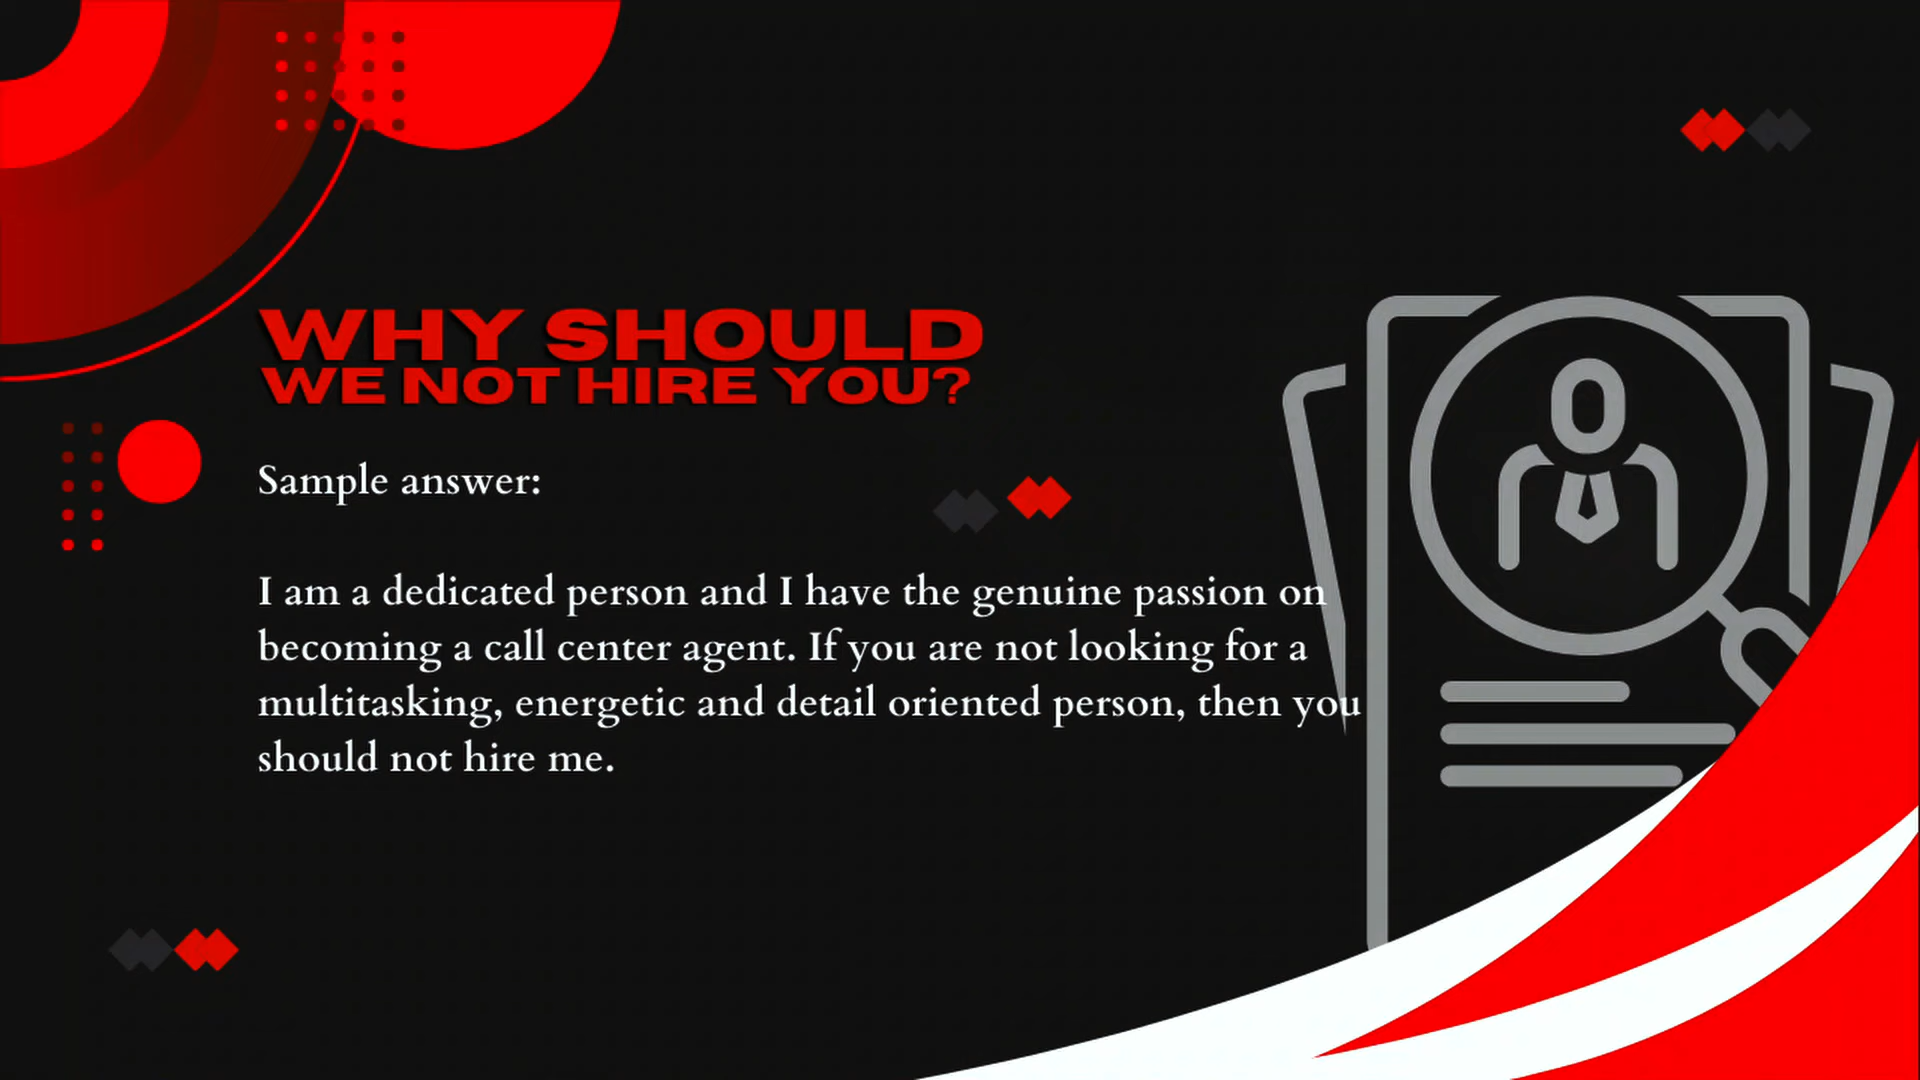 WHY SHOULD
WE NOT HIRE YOU?
Sample answer:
I am a dedicated person and I have the genuine passion on
becoming a call center agent. If you are not looking for a
multitasking, energetic and detail oriented person, then you
should not hire me.